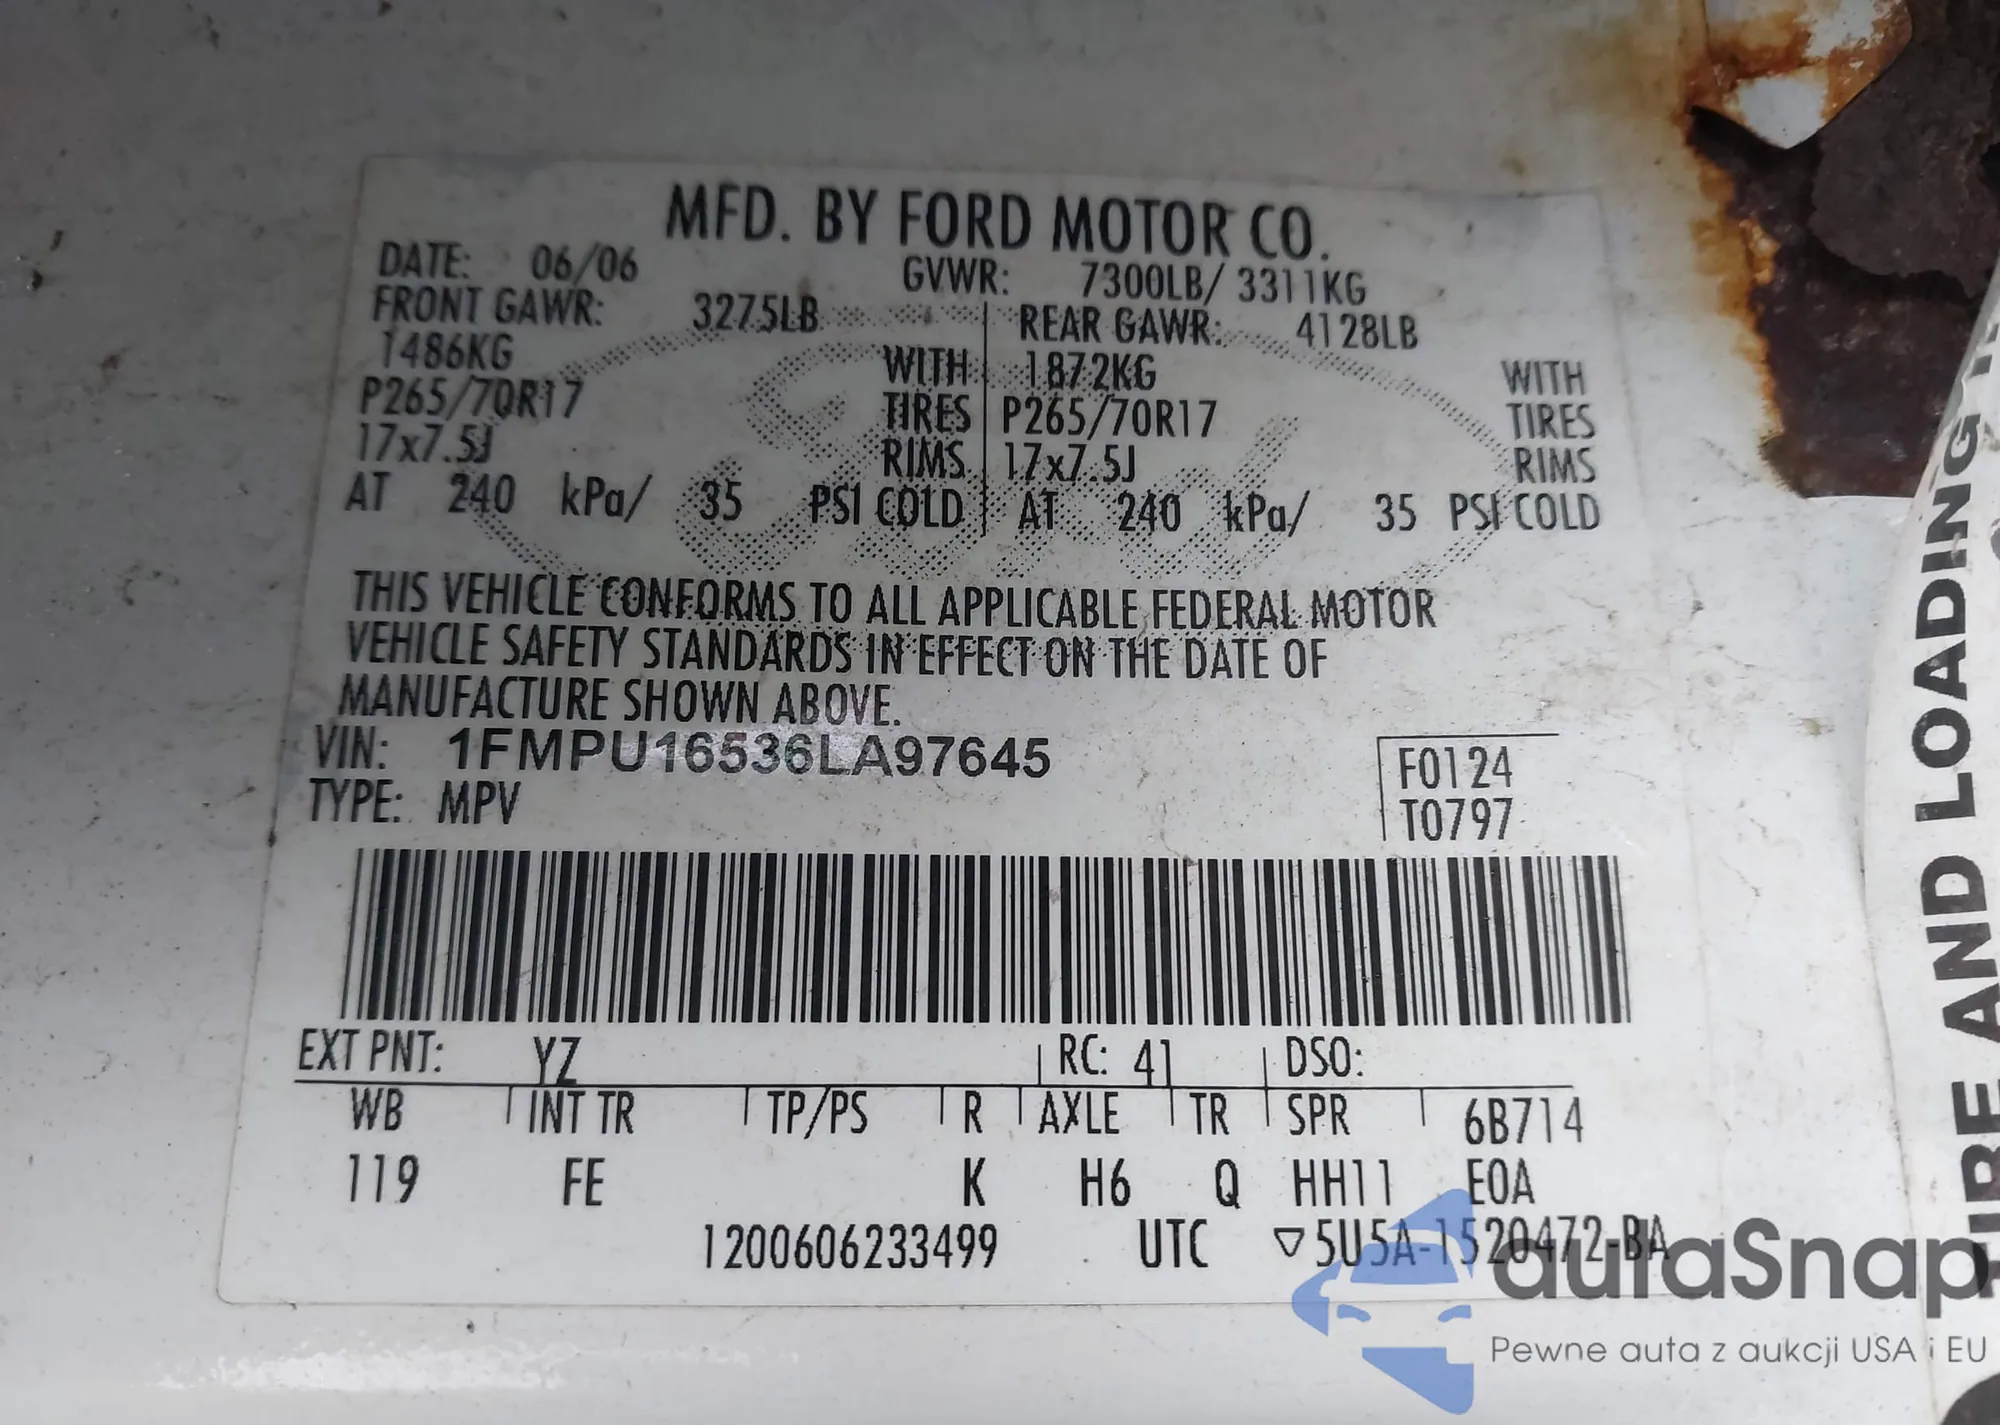 MFD. BY FORD MOTOR CO.
DATE: 06/06 GVWR: 7300LB/ 3311KG
FRONT GAWR: 3275LB REAR GAWR: 4128LB
1486KG WITH 1872KG WITH
P265/70R17 TIRES P265/70R17 TIRES
17x7.5J RIMS 17x7.5J RIMS
AT 240 kPa/ 35 PSI COLD AT 240 kPa/ 35 PSI COLD
THIS VEHICLE CONFORMS TO ALL APPLICABLE FEDERAL MOTOR
VEHICLE SAFETY STANDARDS IN EFFECT ON THE DATE OF
MANUFACTURE SHOWN ABOVE.
VIN: 1FMPU16536LA97645
F0124
TYPE: MPV
T0797
EXT PNT: YZ RC: 41 DSO:
WB INT TR TP/PS R AXLE TR SPR 6B714
119 FE K H6 Q HH11 E0A
1200606233499 UTC ▽5U5A-1520472-BA
TIRE AND LOADING
autaSnap
Pewne auta z aukcji USA i EU